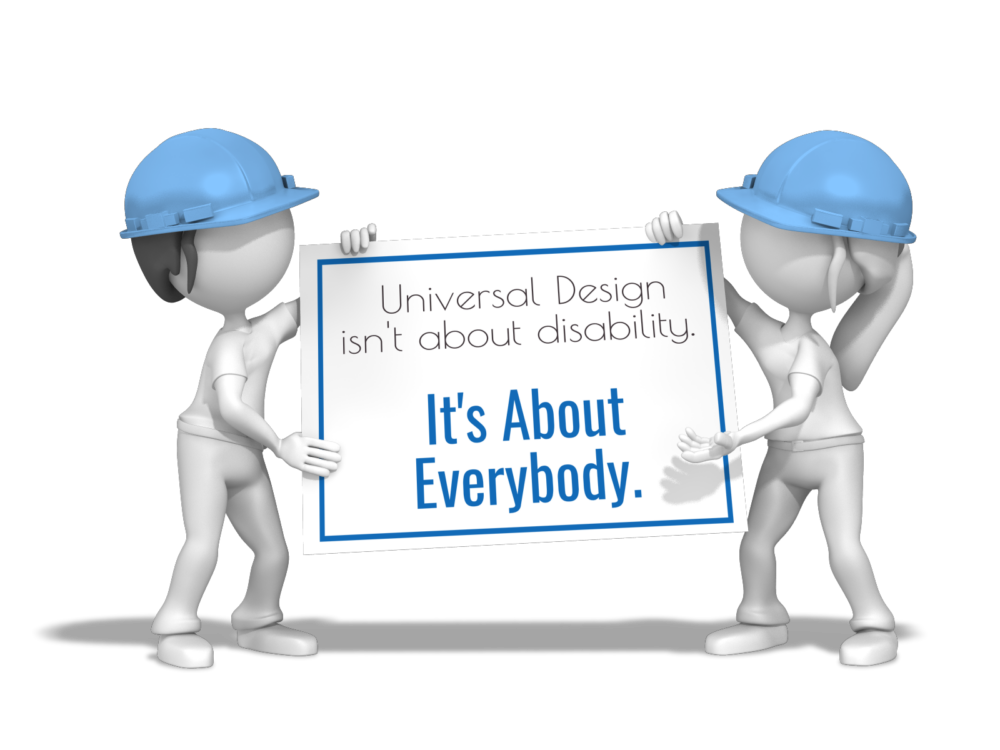 Universal Design
isn't about disability.
It's About
Everybody.